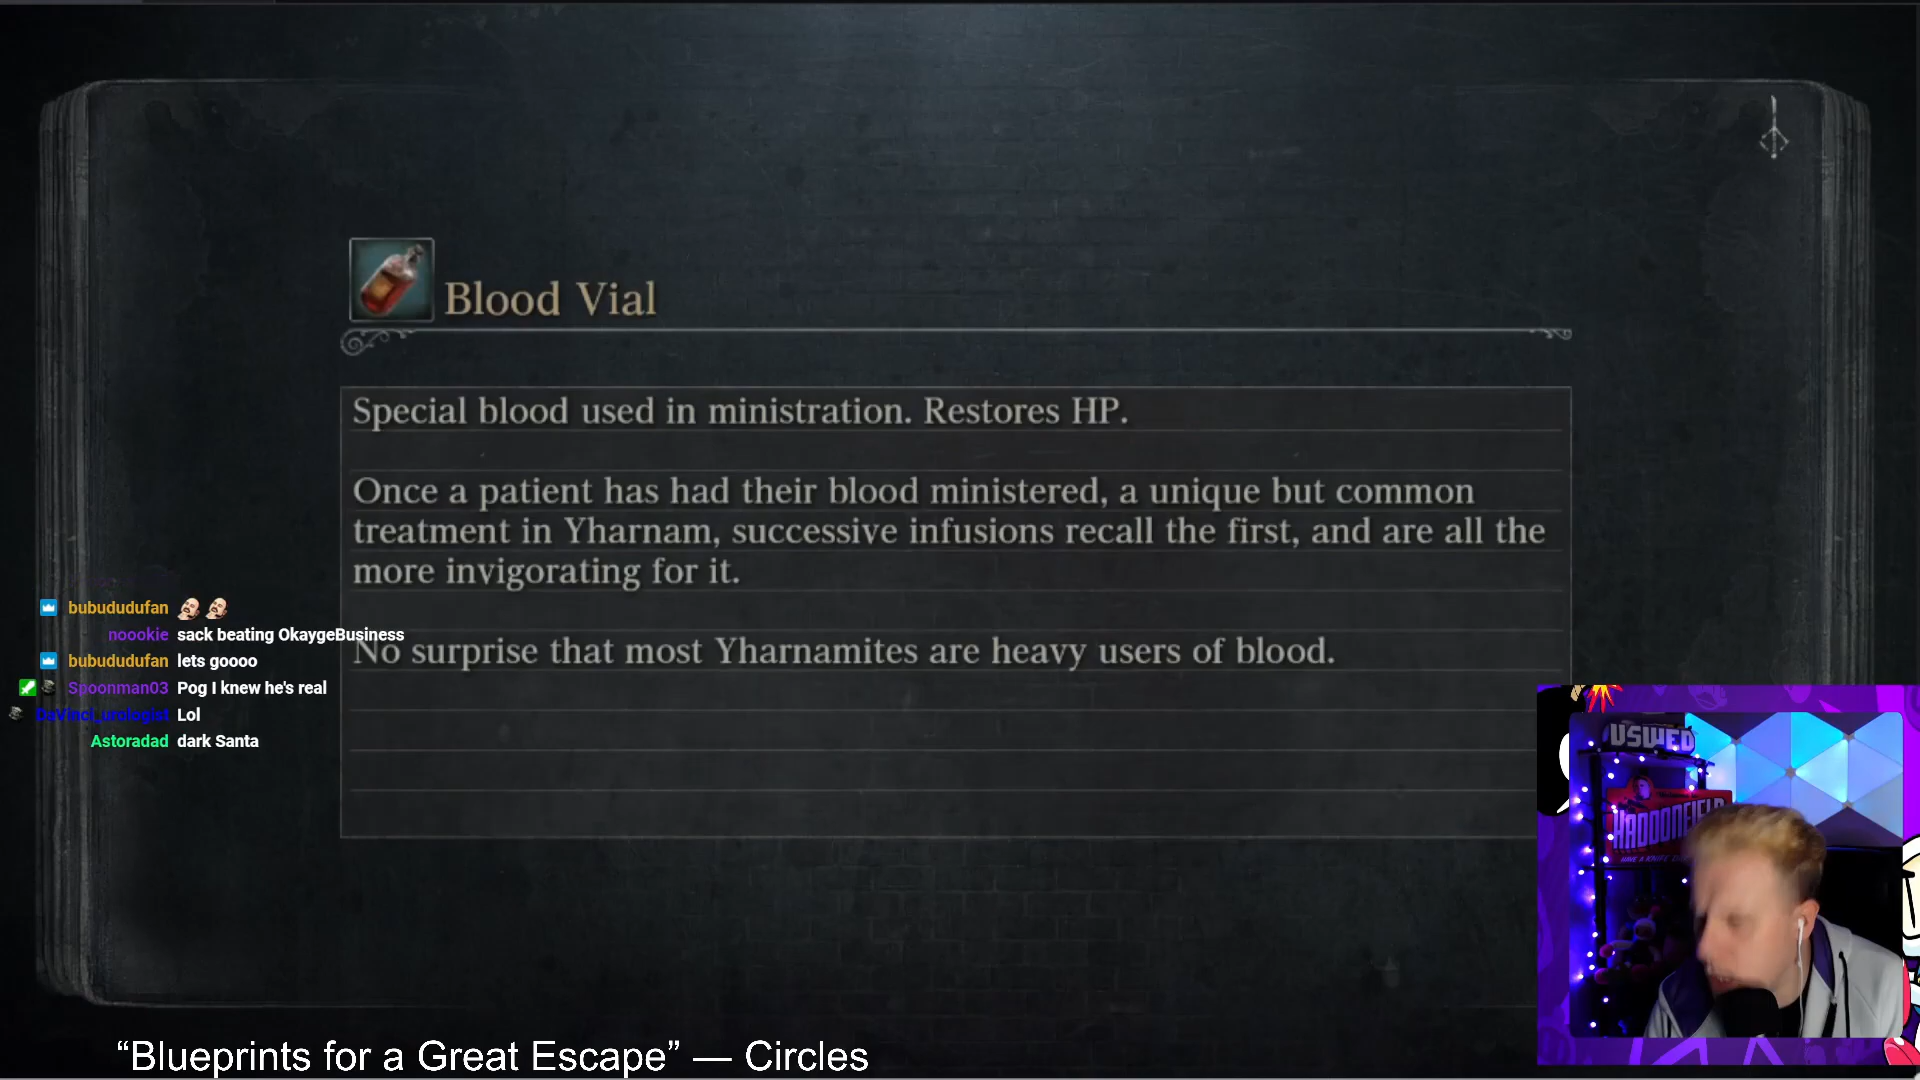 Blood Vial
Special blood used in ministration. Restores HP.
Once a patient has had their blood ministered, a unique but common
treatment in Yharnam, successive infusions recall the first, and are all the
more invigorating for it.
No surprise that most Yharnamites are heavy users of blood.
bubududufan
noookie sack beating OkaygeBusiness
bubududufan lets goooo
Spoonman03 Pog I knew he's real
DaVinci_urologist Lol
Astoradad dark Santa
VSWED
HADDONFIELD
“Blueprints for a Great Escape” — Circles